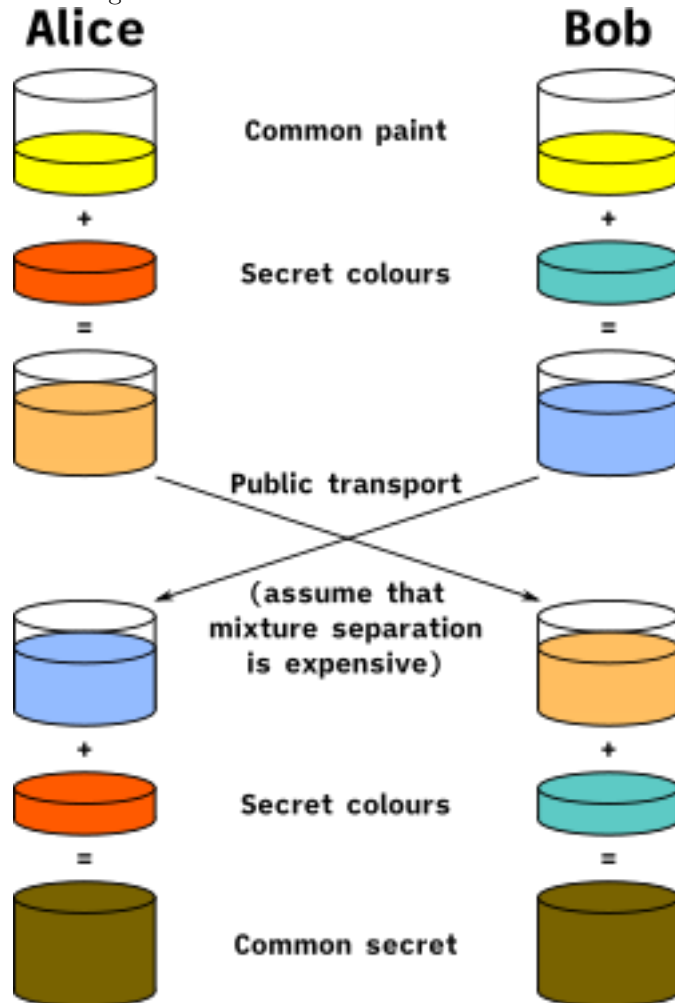 Alice Bob
Common paint
+ +
Secret colours
= =
Public transport
(assume that
mixture separation
is expensive)
+ +
Secret colours
= =
Common secret